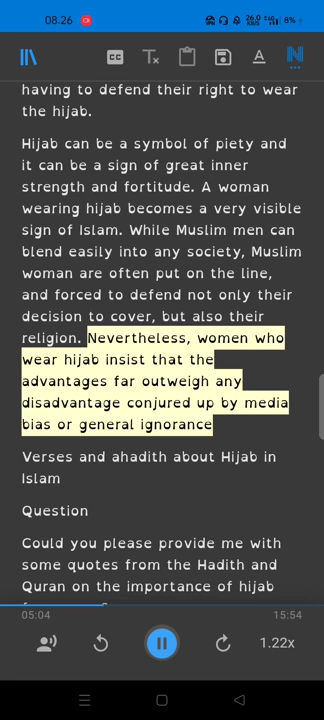 08.26
26.0
KB/S
8%
CC
having to defend their right to wear
the hijab.
Hijab can be a symbol of piety and
it can be a sign of great inner
strength and fortitude. A woman
wearing hijab becomes a very visible
sign of Islam. While Muslim men can
blend easily into any society, Muslim
woman are often put on the line,
and forced to defend not only their
decision to cover, but also their
religion. Nevertheless, women who
wear hijab insist that the
advantages far outweigh any
disadvantage conjured up by media
bias or general ignorance
Verses and ahadith about Hijab in
Islam
Question
Could you please provide me with
some quotes from the Hadith and
Quran on the importance of hijab
05:04
15:54
1.22x